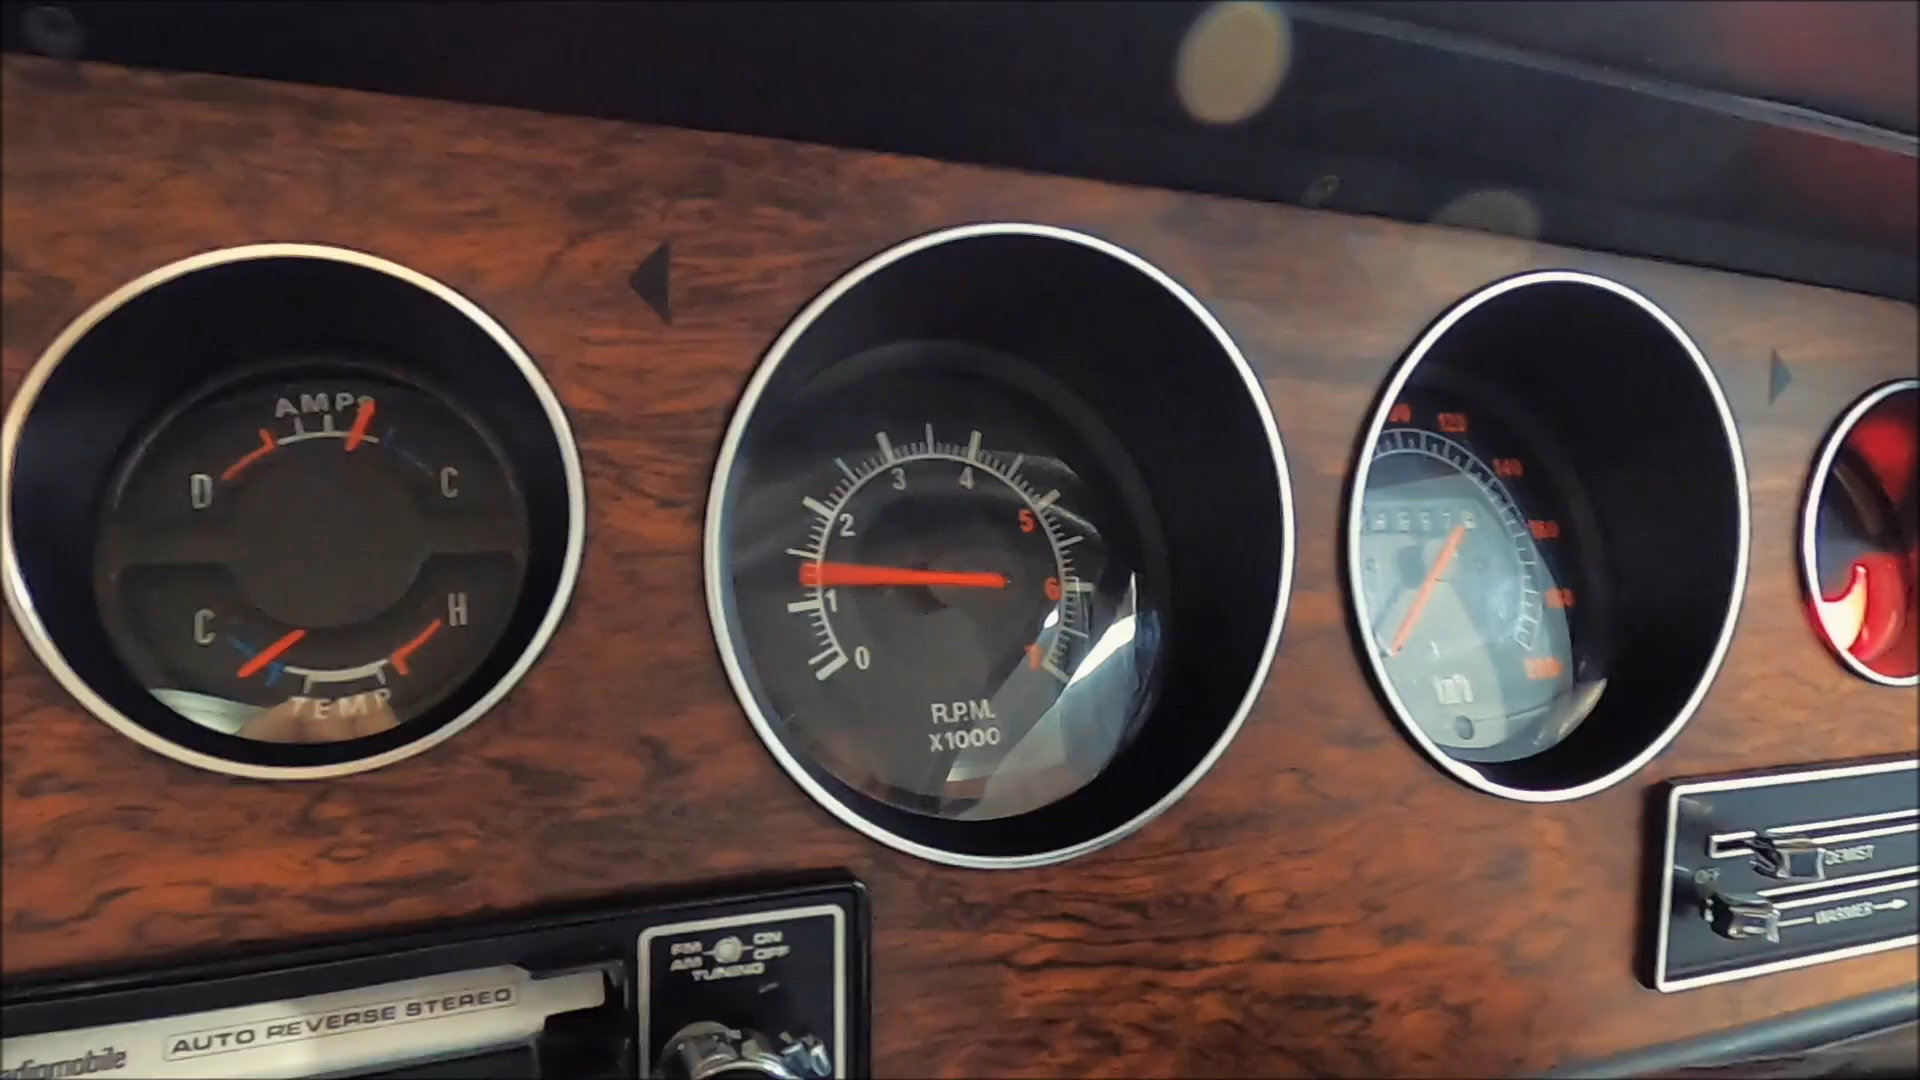 AMPS
D
C
C
H
TEMP
0
1
2
3
4
5
6
7
R.P.M.
X1000
120
140
160
180
200
FM
ON
AM
OFF
TUNING
AUTO REVERSE STEREO
OFF
DEMIST
WARMER